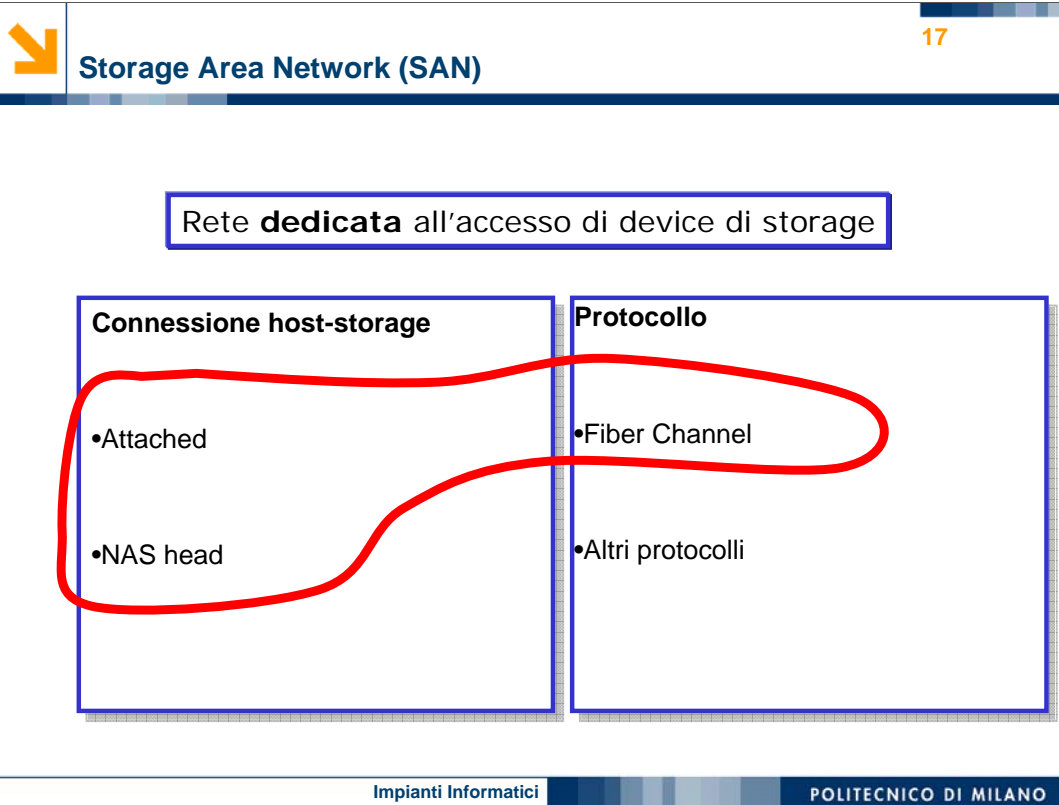 17
Storage Area Network (SAN)
Rete dedicata all'accesso di device di storage
Connessione host-storage
•Attached
•NAS head
Protocollo
•Fiber Channel
•Altri protocolli
Impianti Informatici
POLITECNICO DI MILANO